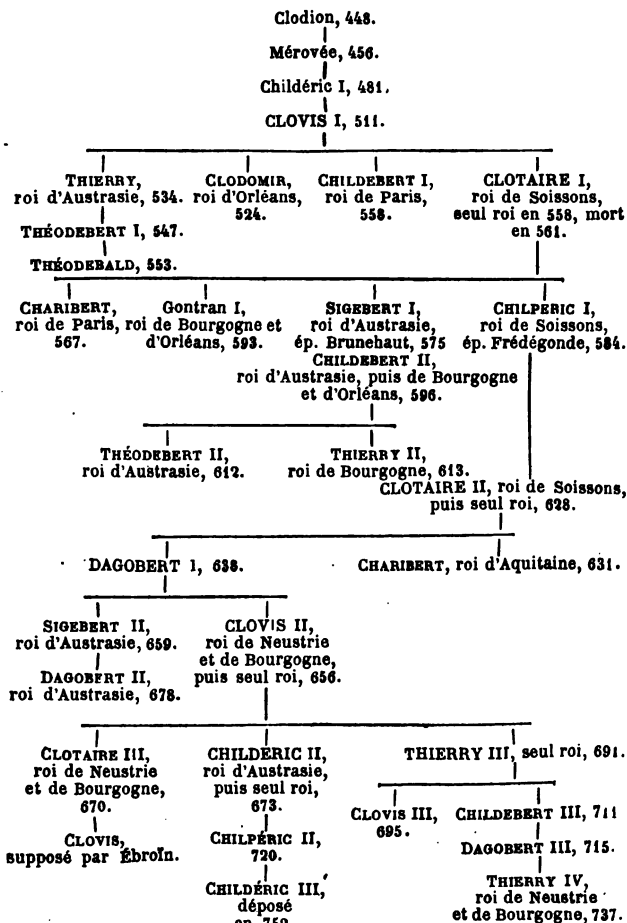 Clodion, 448.
Mérovée, 456.
Childéric I, 481.
CLOVIS I, 511.
THIERRY,
roi d'Austrasie, 534.
THÉODEBERT I, 547.
THÉODEBALD, 553.
CLODOMIR,
roi d'Orléans,
524.
CHILDEBERT I,
roi de Paris,
558.
CLOTAIRE I,
roi de Soissons,
seul roi en 558, mort
en 561.
CHARIBERT,
roi de Paris,
567.
Gontran I,
roi de Bourgogne et
d'Orléans, 593.
SIGEBERT I,
roi d'Austrasie,
ép. Brunehaut, 575
CHILDEBERT II,
roi d'Austrasie, puis de Bourgogne
et d'Orléans, 596.
CHILPERIC I,
roi de Soissons,
ép. Frédégonde, 584.
THÉODEBERT II,
roi d'Austrasie, 612.
THIERRY II,
roi de Bourgogne, 613.
CLOTAIRE II, roi de Soissons,
puis seul roi, 628.
DAGOBERT I, 638.
CHARIBERT, roi d'Aquitaine, 631.
SIGEBERT II,
roi d'Austrasie, 659.
DAGOBERT II,
roi d'Austrasie, 678.
CLOVIS II,
roi de Neustrie
et de Bourgogne,
puis seul roi, 656.
CLOTAIRE III,
roi de Neustrie
et de Bourgogne,
670.
CLOVIS,
supposé par Ébroïn.
CHILDÉRIC II,
roi d'Austrasie,
puis seul roi,
673.
CHILPÉRIC II,
720.
CHILDÉRIC III,
déposé
en 752
THIERRY III, seul roi, 691.
CLOVIS III,
695.
CHILDEBERT III, 711
DAGOBERT III, 715.
THIERRY IV,
roi de Neustrie
et de Bourgogne, 737.